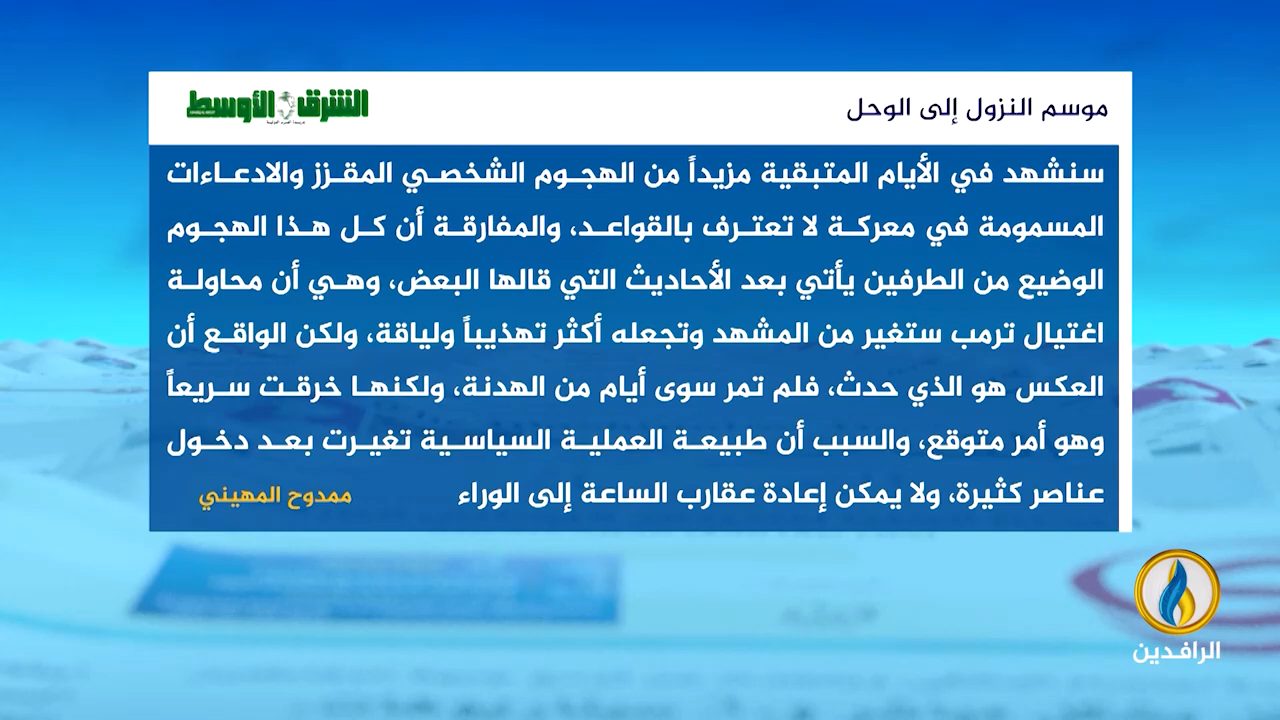 موسم النزول إلى الوحل
الشرق الأوسط
سنشهد في الأيام المتبقية مزيداً من الهجوم الشخصي المقزز والادعاءات
المسمومة في معركة لا تعترف بالقواعد، والمفارقة أن كل هذا الهجوم
الوضيع من الطرفين يأتي بعد الأحاديث التي قالها البعض، وهي أن محاولة
اغتيال ترمب ستغير من المشهد وتجعله أكثر تهذيباً ولياقة، ولكن الواقع أن
العكس هو الذي حدث، فلم تمر سوى أيام من الهدنة، ولكنها خرقت سريعاً
وهو أمر متوقع، والسبب أن طبيعة العملية السياسية تغيرت بعد دخول
عناصر كثيرة، ولا يمكن إعادة عقارب الساعة إلى الوراء
ممدوح المهيني
الرافدين